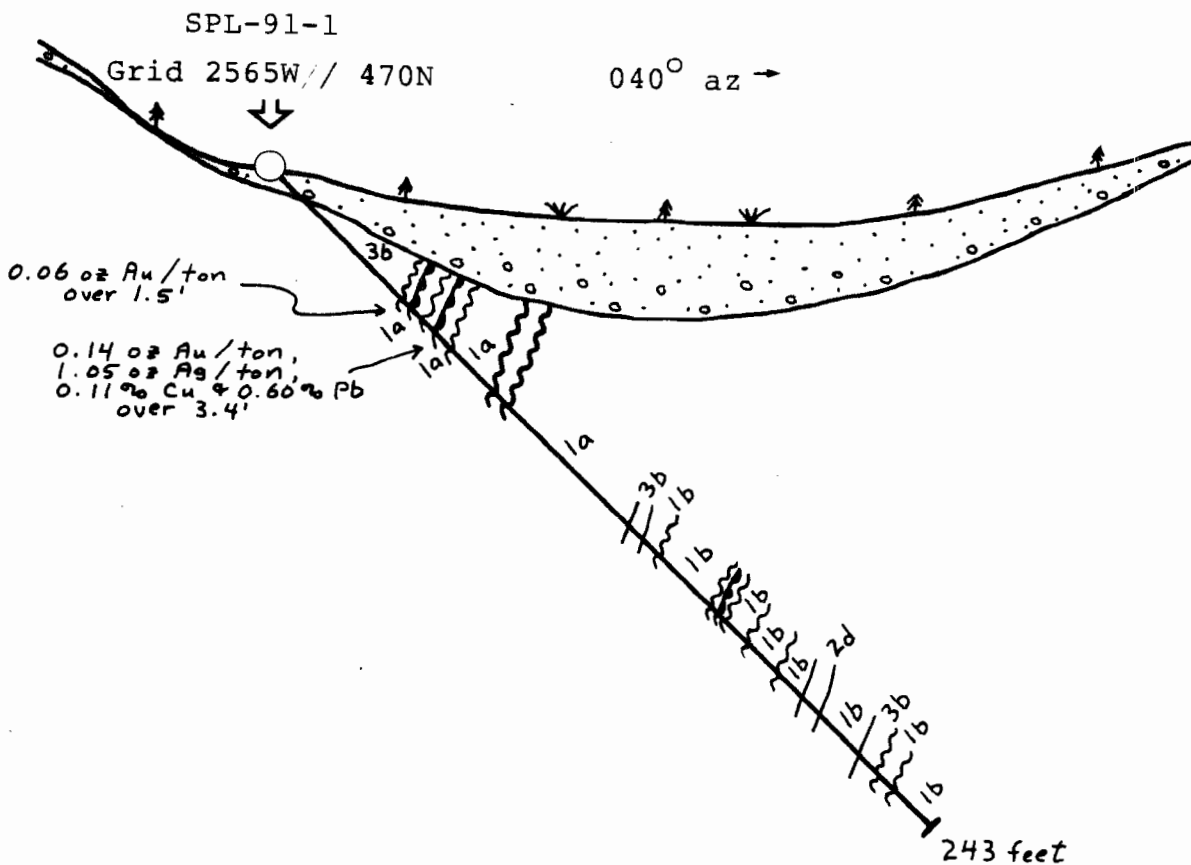 SPL-91-1
Grid 2565W // 470N
040° az →
3b
0.06 oz Au/ton
over 1.5'
1a
0.14 oz Au/ton,
1.05 oz Ag/ton,
0.11% Cu & 0.60% Pb
over 3.4'
1a
1a
1a
3b
1b
1b
1b
1b
1b
2d
1b
3b
1b
1b
243 feet